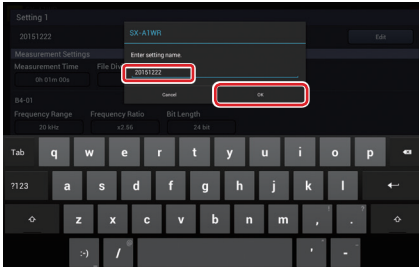 Setting 1
SX-A1WR
20151222
Edit
Enter setting name.
Measurement Settings
Measurement Time File Div
20151222
0h 01m 00s
Cancel OK
B4-01
Frequency Range Frequency Ratio Bit Length
20 kHz x2.56 24 bit
Tab q w e r t y u i o p
?123 a s d f g h j k l
z x c v b n m , ! . ?
:-) / @ ' " - _